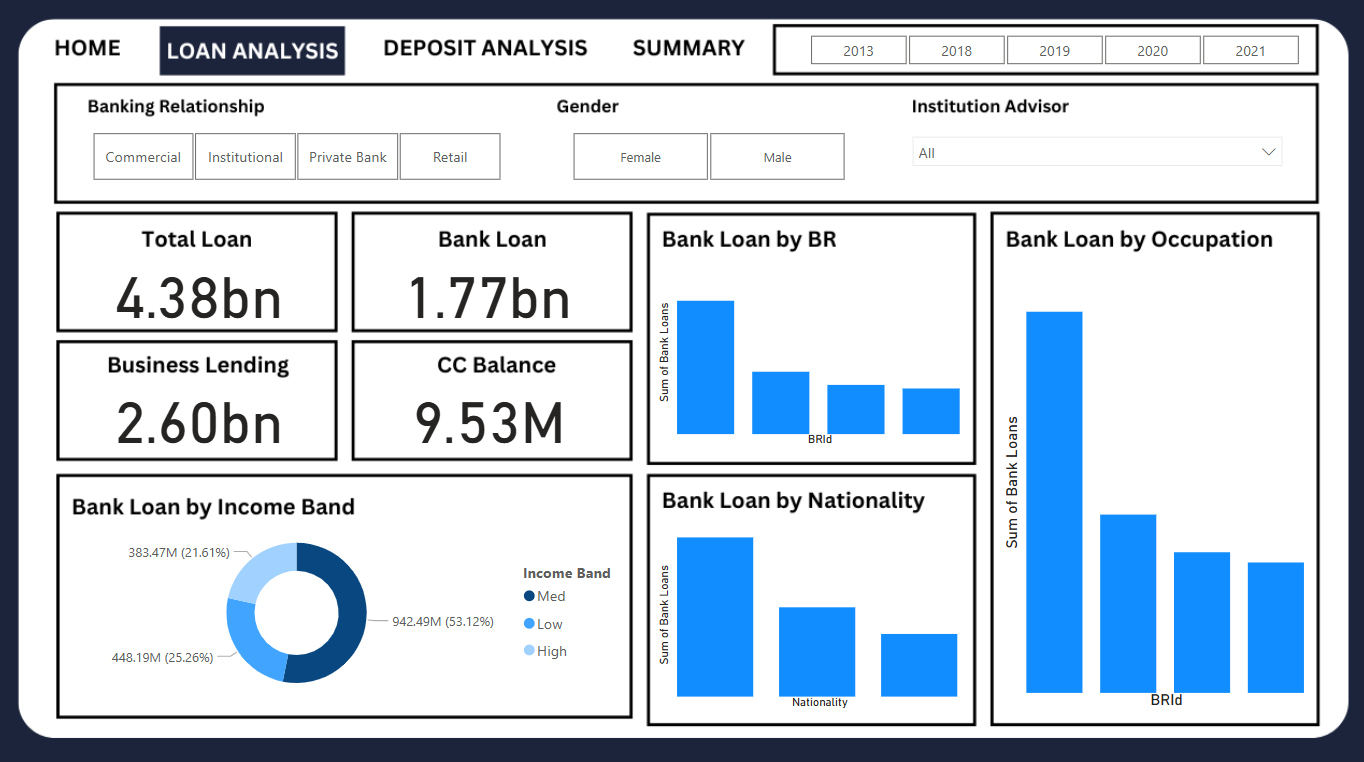 HOME LOAN ANALYSIS DEPOSIT ANALYSIS SUMMARY 2013 2018 2019 2020 2021
Banking Relationship
Commercial Institutional Private Bank Retail
Gender
Female Male
Institution Advisor
All
Total Loan
4.38bn
Bank Loan
1.77bn
Business Lending
2.60bn
CC Balance
9.53M
Bank Loan by BR
Sum of Bank Loans
BRId
Bank Loan by Occupation
Sum of Bank Loans
BRId
Bank Loan by Income Band
383.47M (21.61%)
942.49M (53.12%)
448.19M (25.26%)
Income Band
Med
Low
High
Bank Loan by Nationality
Sum of Bank Loans
Nationality